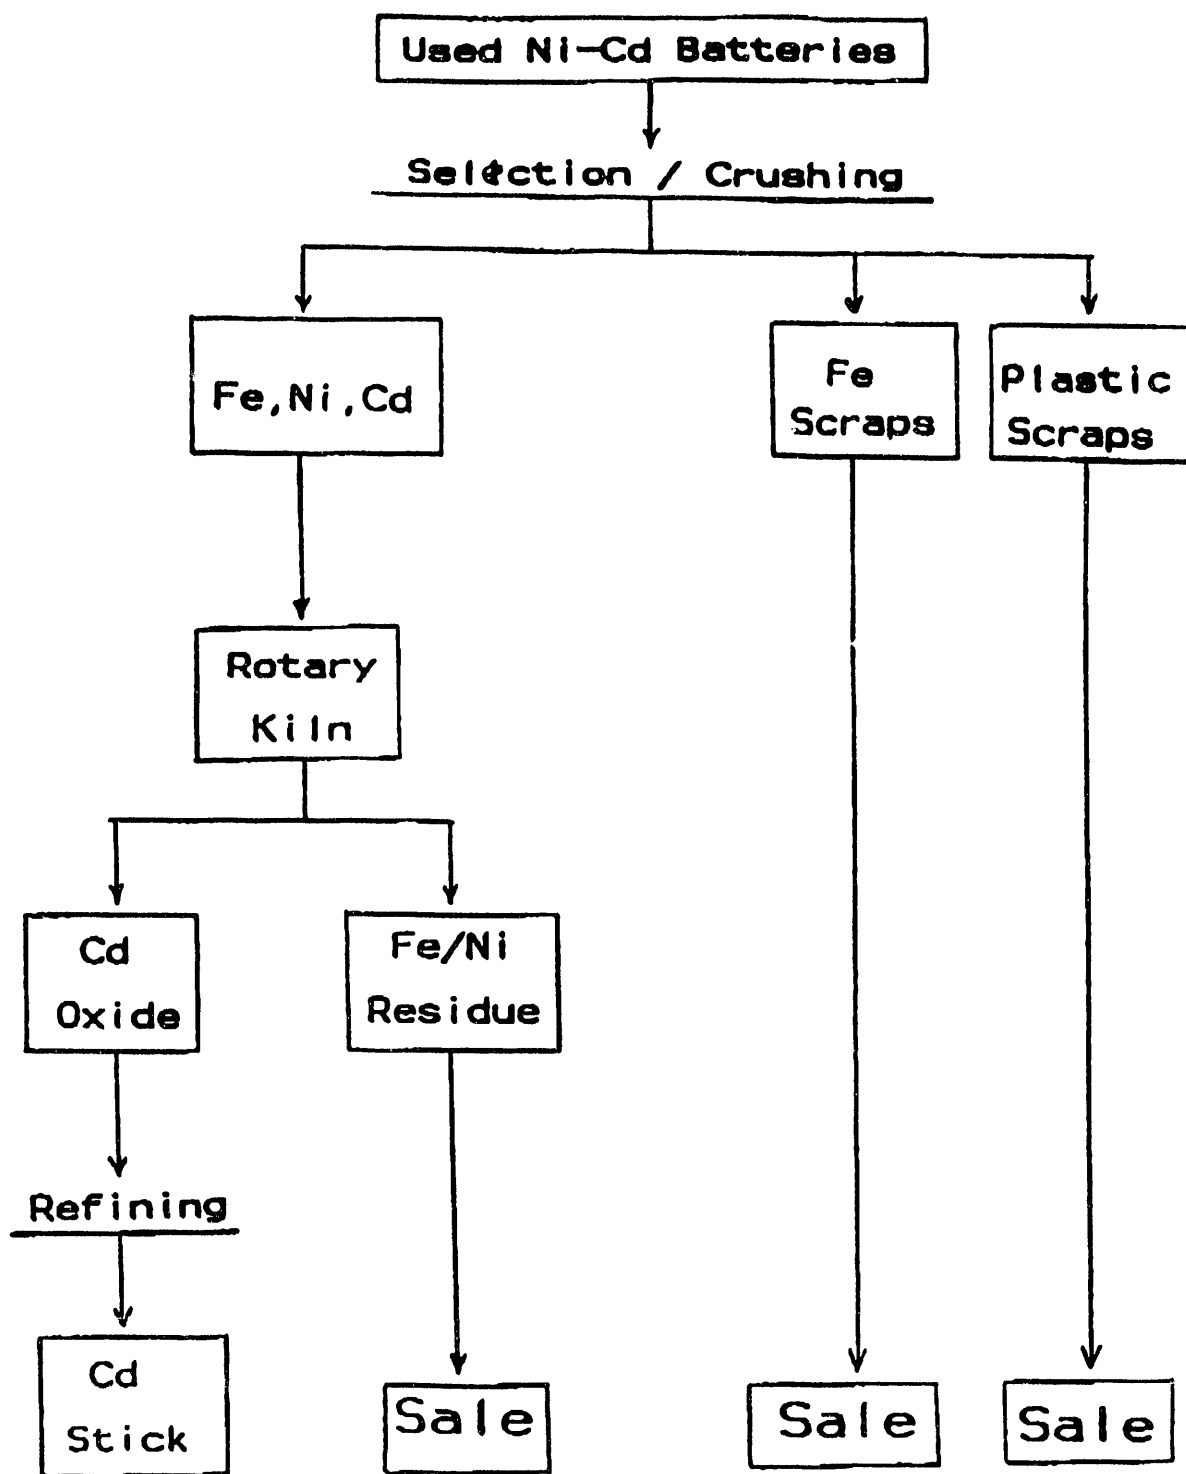 Used Ni-Cd Batteries
Selection / Crushing
Fe,Ni,Cd
Fe
Scraps
Plastic
Scraps
Rotary
Kiln
Cd
Oxide
Fe/Ni
Residue
Refining
Cd
Stick
Sale
Sale
Sale